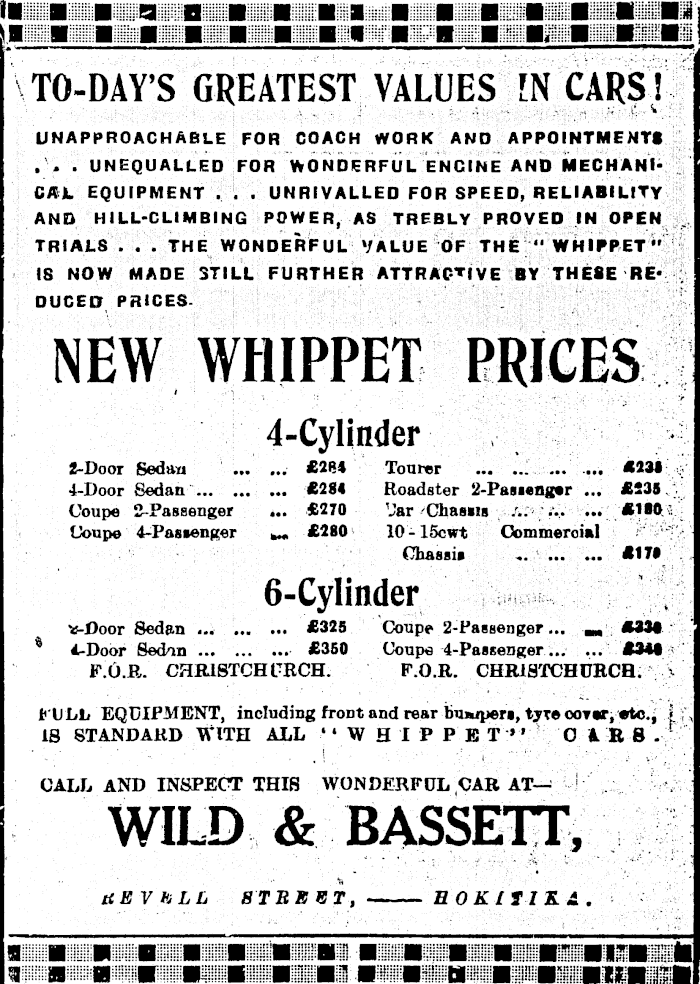 TO-DAY'S GREATEST VALUES IN CARS!
UNAPPROACHABLE FOR COACH WORK AND APPOINTMENTS
. . . UNEQUALLED FOR WONDERFUL ENGINE AND MECHANI-
CAL EQUIPMENT . . . UNRIVALLED FOR SPEED, RELIABILITY
AND HILL-CLIMBING POWER, AS TREBLY PROVED IN OPEN
TRIALS . . . THE WONDERFUL VALUE OF THE "WHIPPET"
IS NOW MADE STILL FURTHER ATTRACTIVE BY THESE RE-
DUCED PRICES.
NEW WHIPPET PRICES
4-Cylinder
2-Door Sedan ... ... £284
4-Door Sedan ... ... ... £284
Coupe 2-Passenger ... £270
Coupe 4-Passenger ... £280
Tourer ... ... ... ... £235
Roadster 2-Passenger ... £235
Car Chassis ... ... ... £180
10-15cwt Commercial
Chassis ... ... ...
6-Cylinder
2-Door Sedan ... ... ... £325
4-Door Sedan ... ... ... £350
F.O.R. CHRISTCHURCH.
Coupe 2-Passenger ... ...
Coupe 4-Passenger ... ...
F.O.R. CHRISTCHURCH.
FULL EQUIPMENT, including front and rear bumpers, tyre cover, etc.,
IS STANDARD WITH ALL "WHIPPET" CARS.
CALL AND INSPECT THIS WONDERFUL CAR AT—
WILD & BASSETT,
REVELL STREET, —— HOKITIKA.